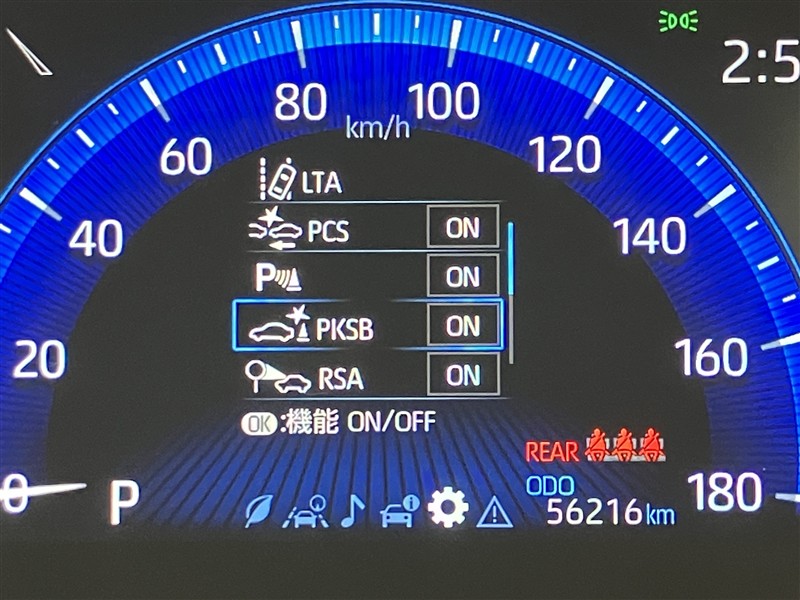 2:5
80
100
km/h
60
120
LTA
40
PCS ON
140
P ON
PKSB ON
20
160
RSA ON
OK:機能 ON/OFF
REAR
0
P
ODO
180
56216km